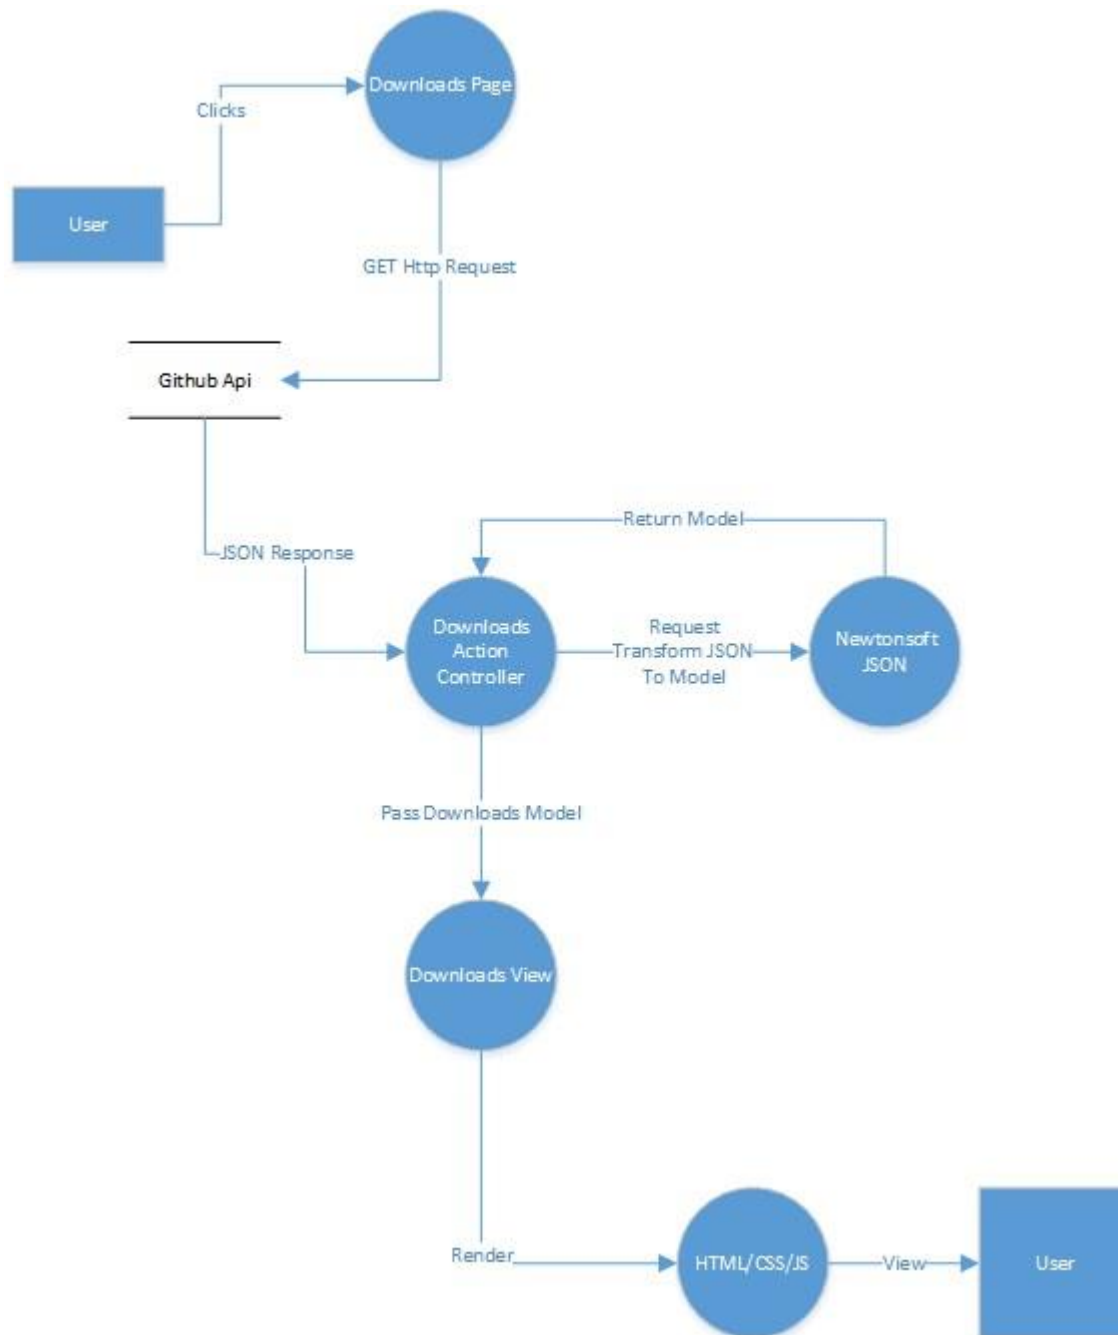 Downloads Page
Clicks
User
GET Http Request
Github Api
Return Model
JSON Response
Downloads
Action
Controller
Request
Transform JSON
To Model
Newtonsoft
JSON
Pass Downloads Model
Downloads View
Render
HTML/CSS/JS
View
User